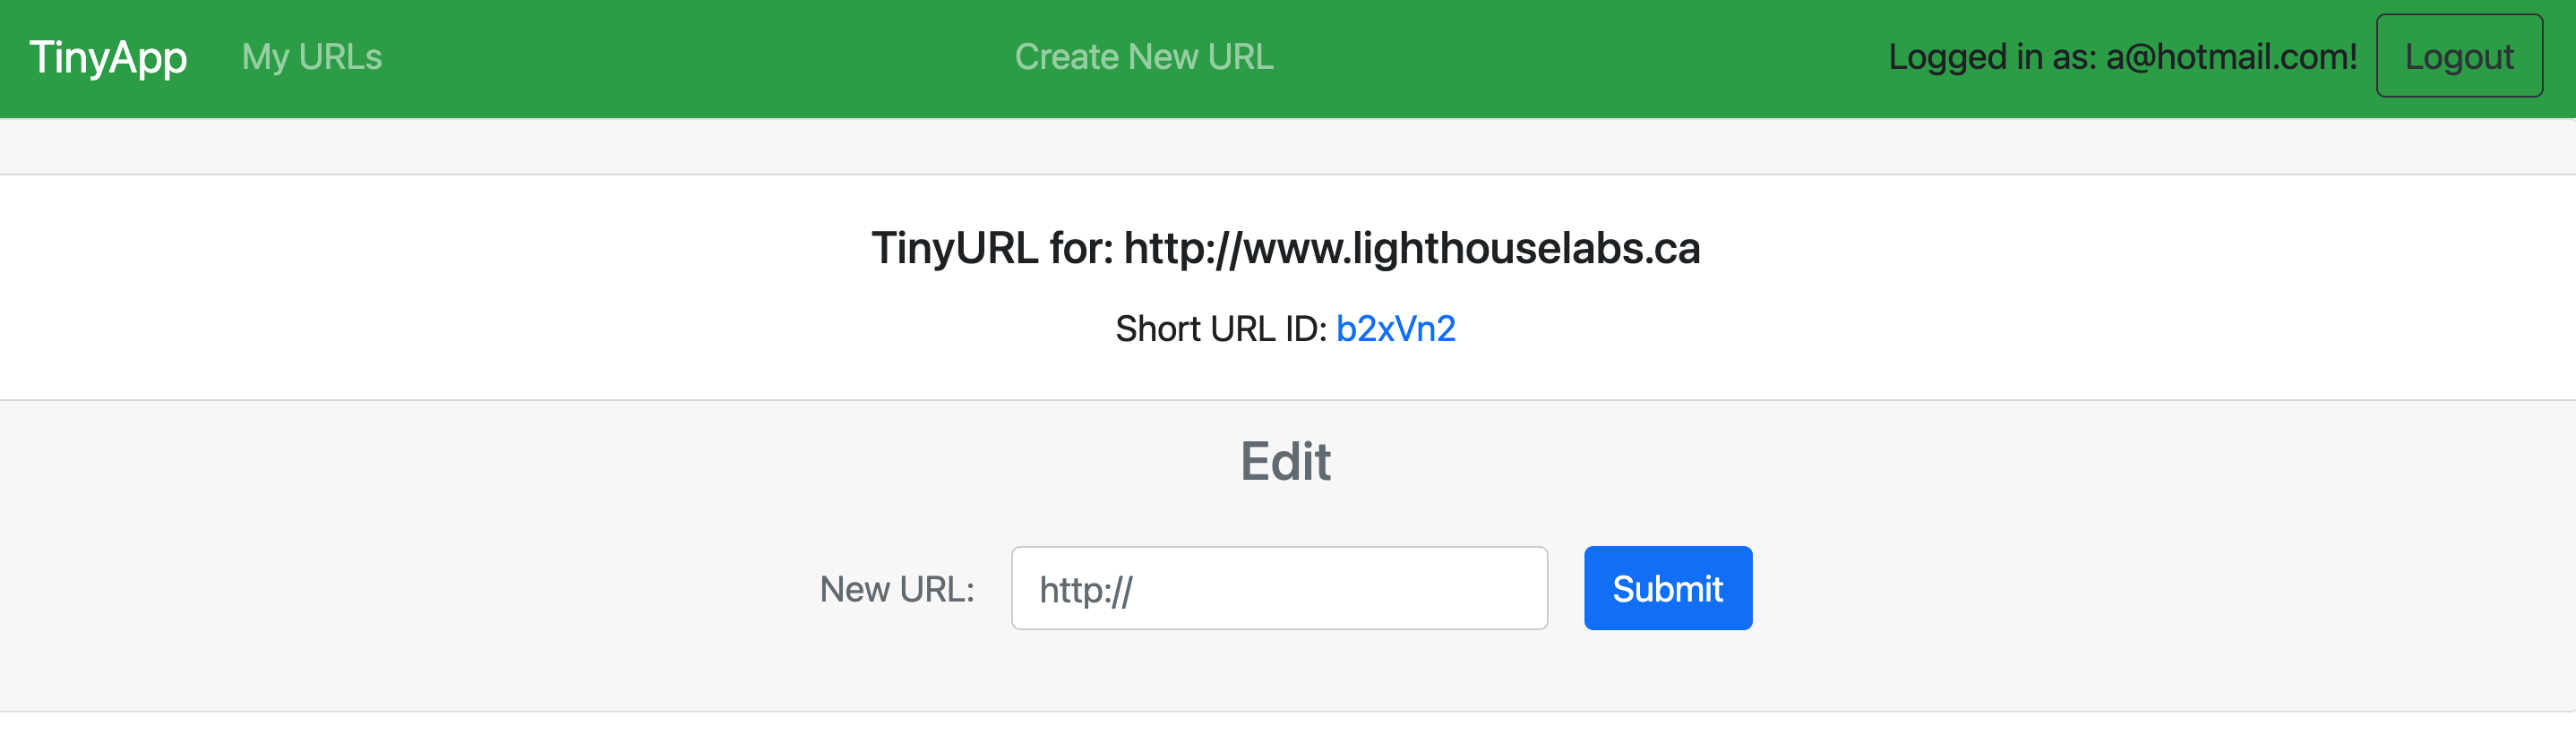 TinyApp My URLs Create New URL Logged in as: a@hotmail.com! Logout
TinyURL for: http://www.lighthouselabs.ca
Short URL ID: b2xVn2
Edit
New URL: http:// Submit